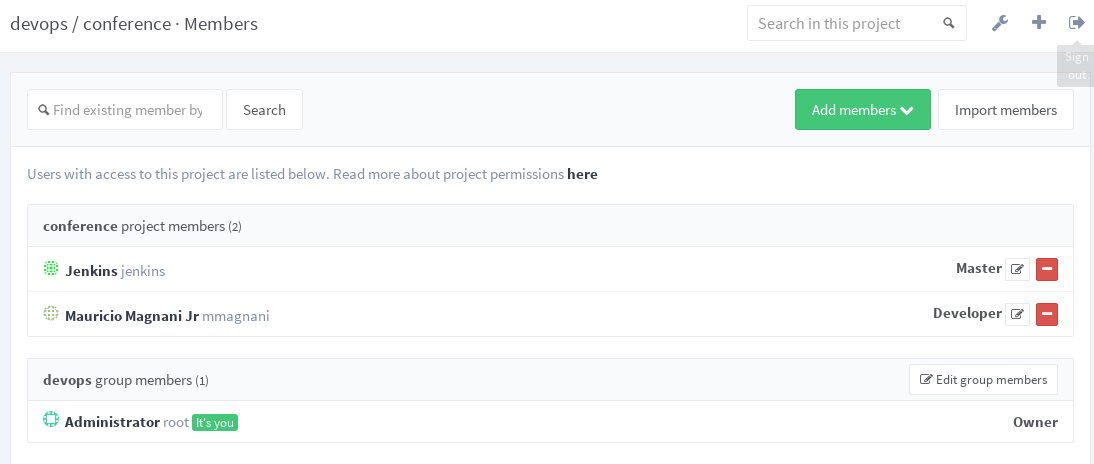 devops / conference · Members
Search in this project
Sign out
Find existing member by
Search
Add members
Import members
Users with access to this project are listed below. Read more about project permissions here
conference project members (2)
Jenkins jenkins
Master
Mauricio Magnani Jr mmagnani
Developer
devops group members (1)
Edit group members
Administrator root It's you
Owner